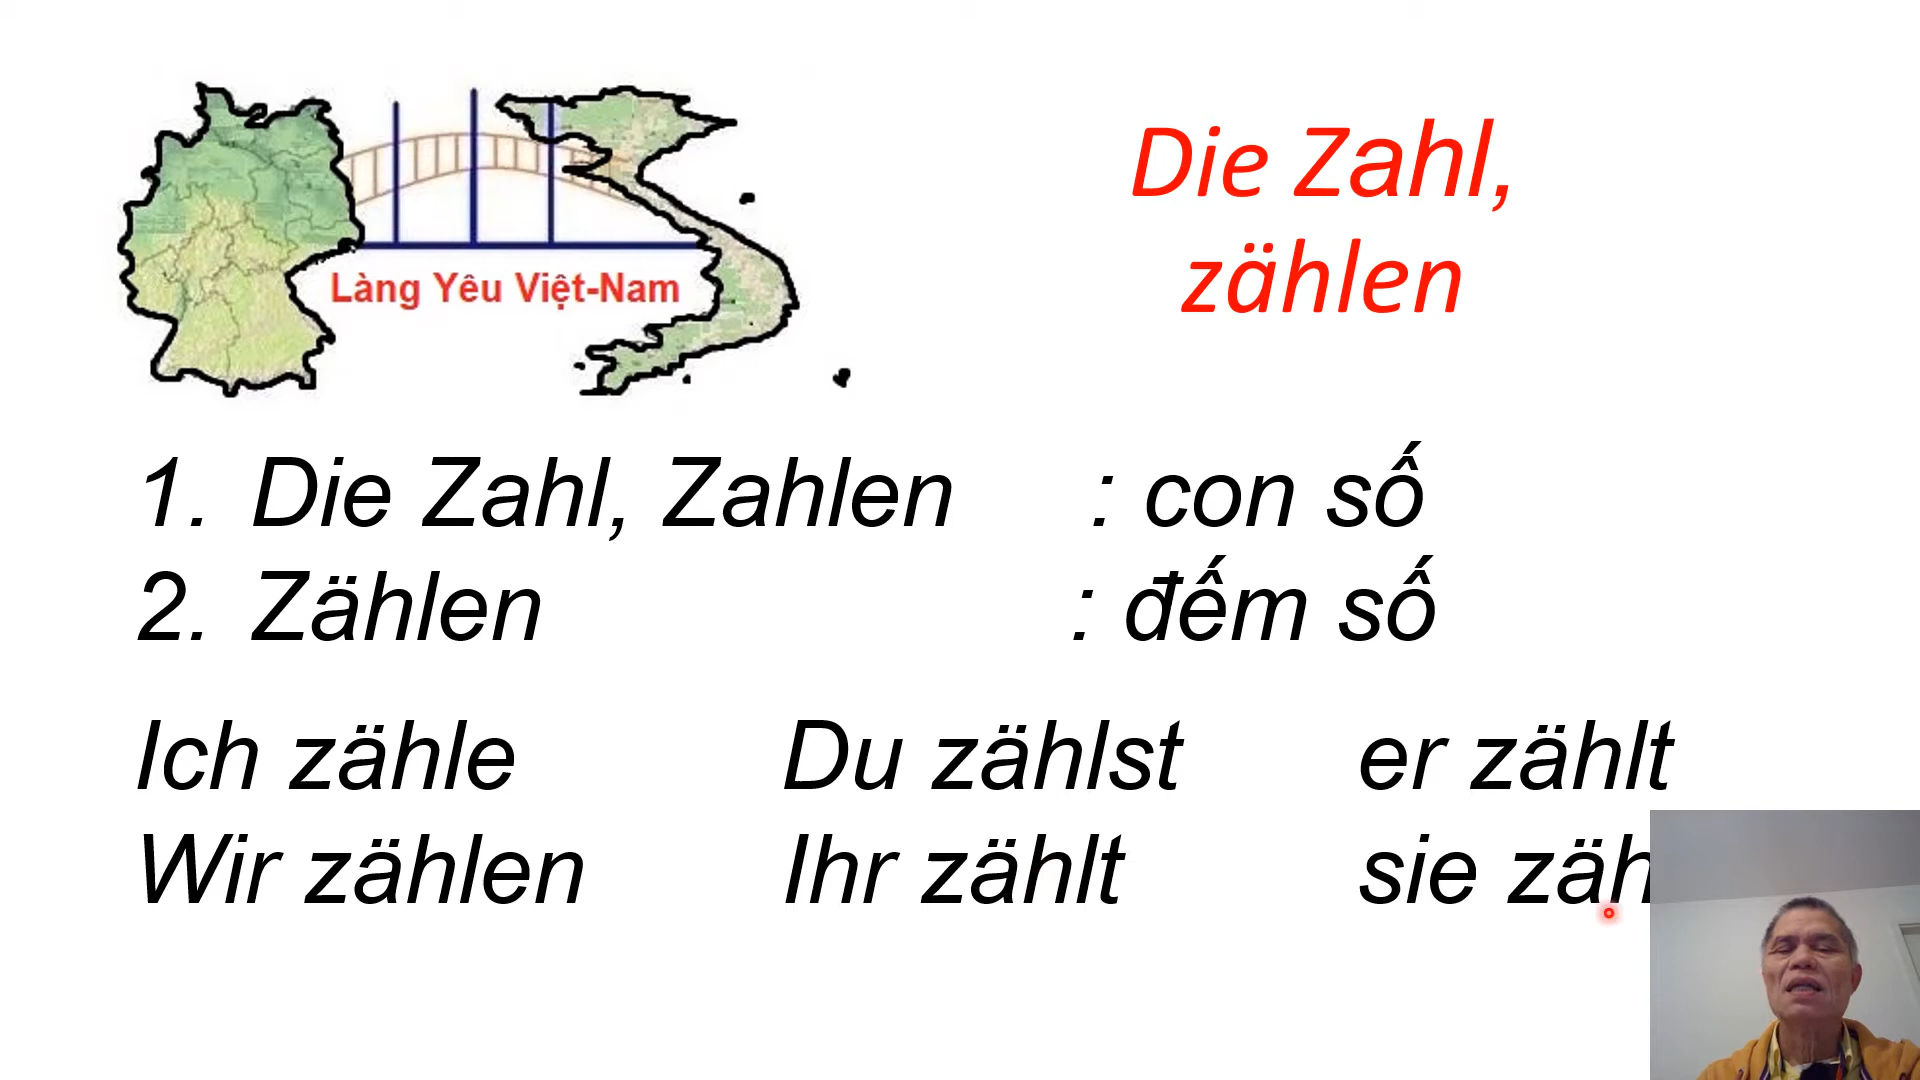 Làng Yêu Việt-Nam
Die Zahl,
zählen
1. Die Zahl, Zahlen : con số
2. Zählen : đếm số
Ich zähle Du zählst er zählt
Wir zählen Ihr zählt sie zäh